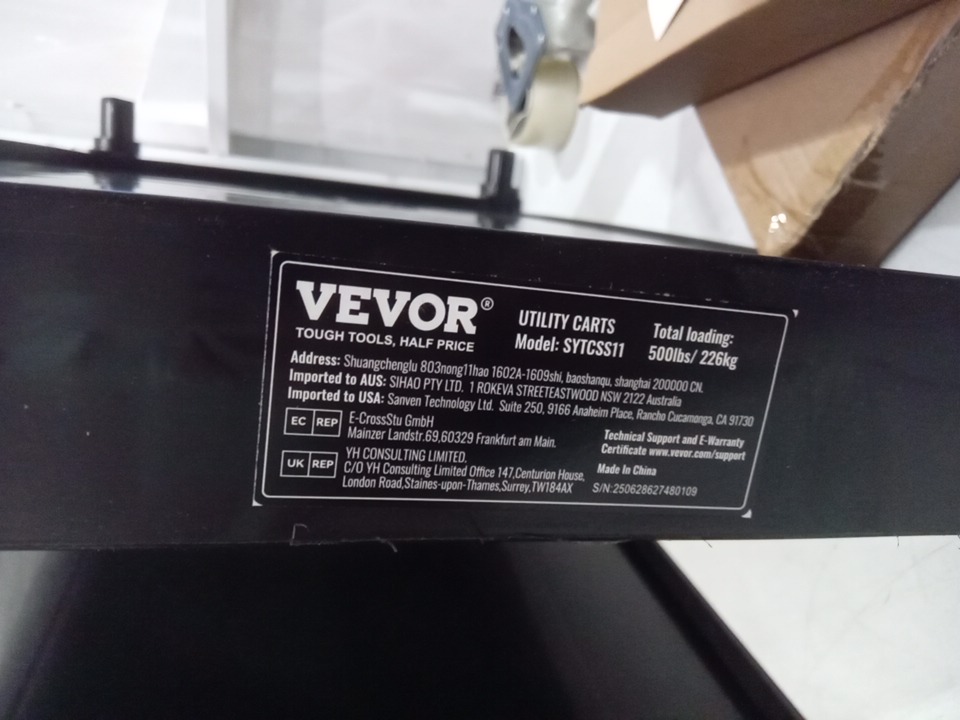 VEVOR®
TOUGH TOOLS, HALF PRICE
UTILITY CARTS
Model: SYTCSS11
Total loading:
500lbs/ 226kg
Address: Shuangchenglu 803nong11hao 1602A-1609shi, baoshanqu, shanghai 200000 CN.
Imported to AUS: SIHAO PTY LTD. 1 ROKEVA STREETEASTWOOD NSW 2122 Australia
Imported to USA: Sanven Technology Ltd. Suite 250, 9166 Anaheim Place, Rancho Cucamonga, CA 91730
EC REP
E-CrossStu GmbH
Mainzer Landstr.69,60329 Frankfurt am Main.
UK REP
YH CONSULTING LIMITED.
C/O YH Consulting Limited Office 147,Centurion House,
London Road,Staines-upon-Thames,Surrey,TW184AX
Technical Support and E-Warranty
Certificate www.vevor.com/support
Made In China
S/N:250628627480109